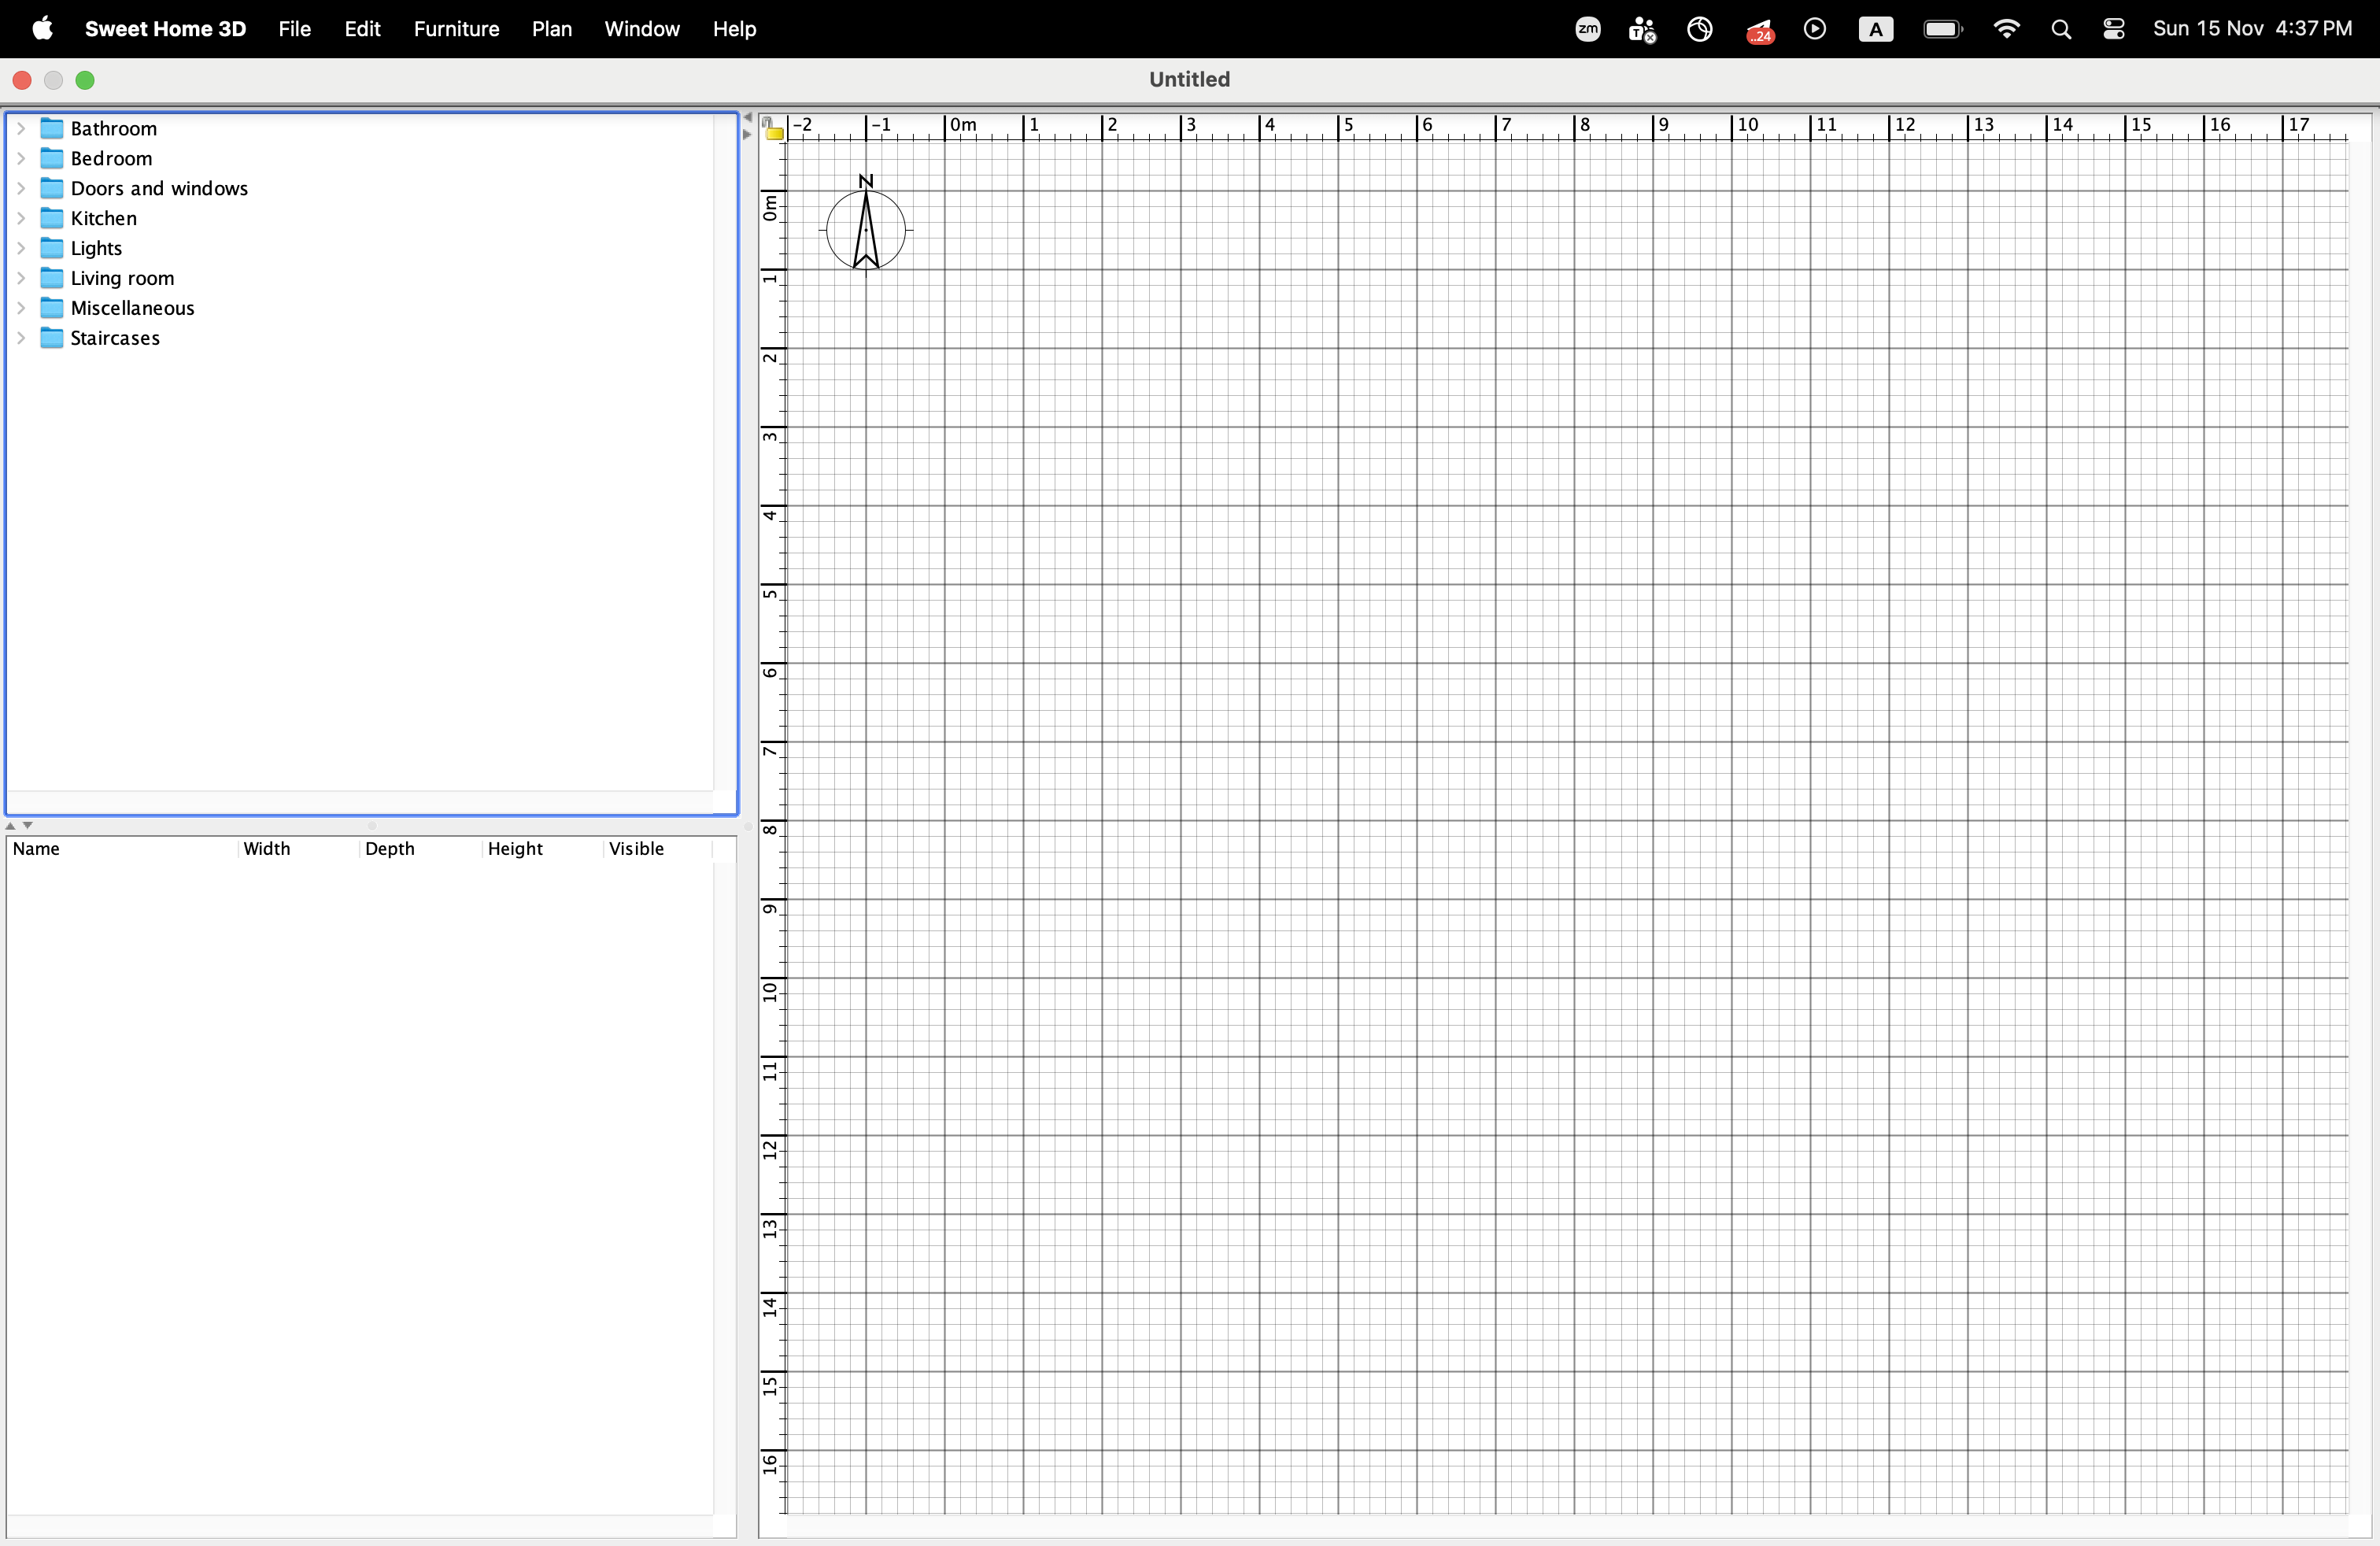 Sweet Home 3D File Edit Furniture Plan Window Help zm T ..24 A Sun 15 Nov 4:37 PM
Untitled
Bathroom
Bedroom
Doors and windows
Kitchen
Lights
Living room
Miscellaneous
Staircases
Name Width Depth Height Visible
-2 -1 0m 1 2 3 4 5 6 7 8 9 10 11 12 13 14 15 16 17
N
0m
1
2
3
4
5
6
7
8
9
10
11
12
13
14
15
16